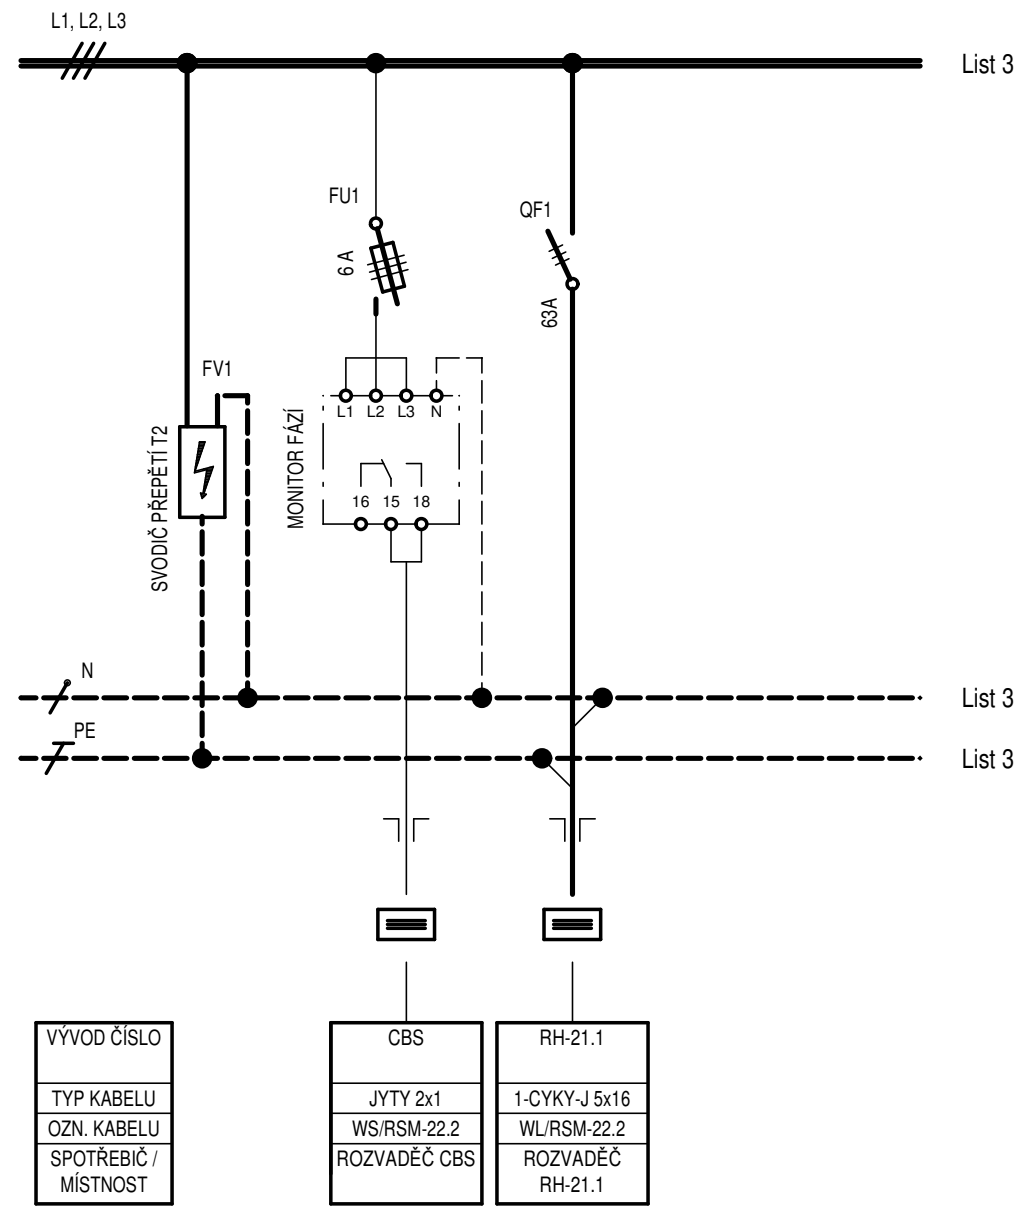 L1, L2, L3
List 3
FU1
6 A
QF1
63A
FV1
SVODIČ PŘEPĚTÍ T2
MONITOR FÁZÍ
L1 L2 L3 N
16 15 18
N
List 3
PE
List 3
VÝVOD ČÍSLO
TYP KABELU
OZN. KABELU
SPOTŘEBIČ /
MÍSTNOST
CBS
JYTY 2x1
WS/RSM-22.2
ROZVADĚČ CBS
RH-21.1
1-CYKY-J 5x16
WL/RSM-22.2
ROZVADĚČ
RH-21.1